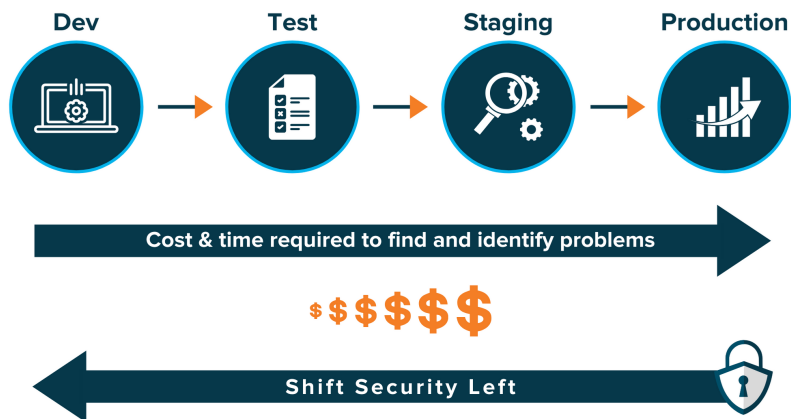 Dev
Test
Staging
Production
Cost & time required to find and identify problems
$ $ $ $ $ $
Shift Security Left